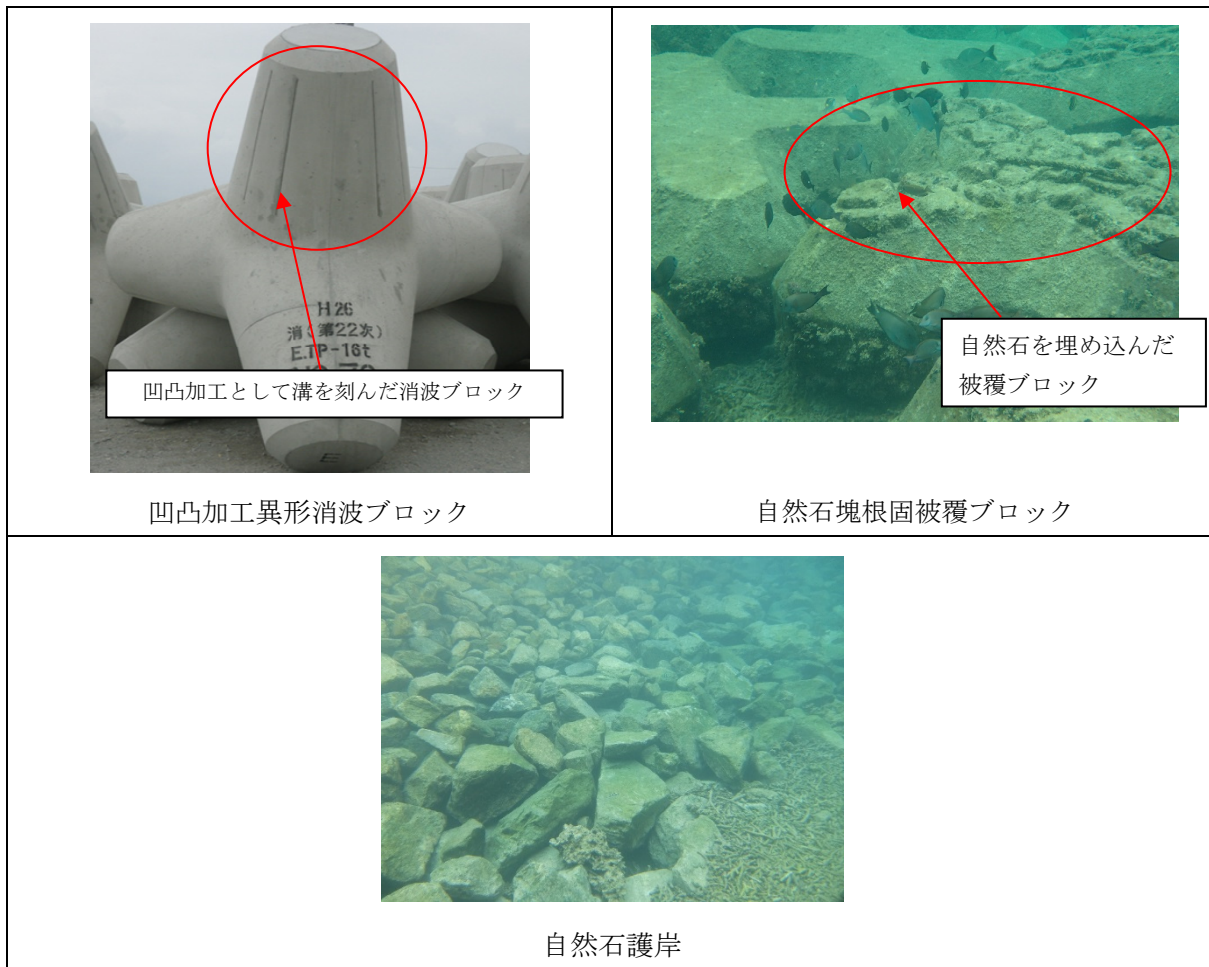 H26
消(第22次)
E.TP-16t
凹凸加工として溝を刻んだ消波ブロック
E
凹凸加工異形消波ブロック
自然石を埋め込んだ
被覆ブロック
自然石塊根固被覆ブロック
自然石護岸